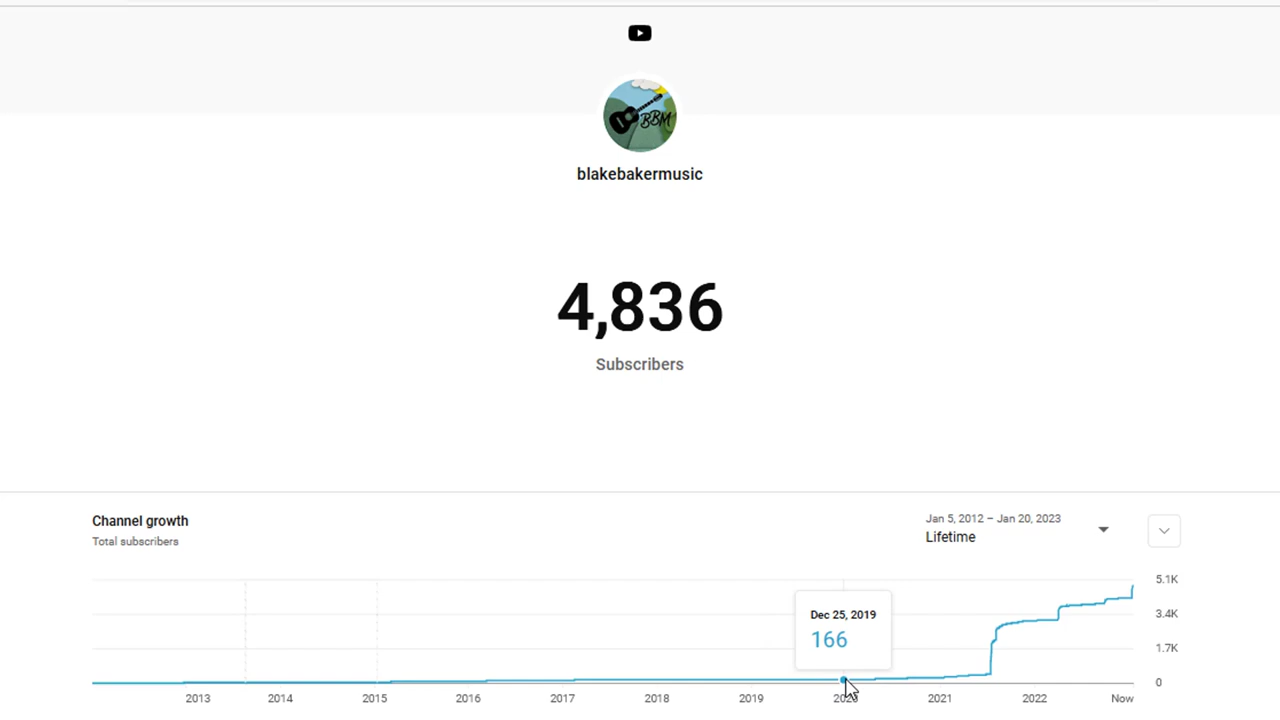 BBM
blakebakermusic
4,836
Subscribers
Channel growth
Total subscribers
Jan 5, 2012 – Jan 20, 2023
Lifetime
5.1K
3.4K
1.7K
0
Dec 25, 2019
166
2013 2014 2015 2016 2017 2018 2019 2020 2021 2022 Now